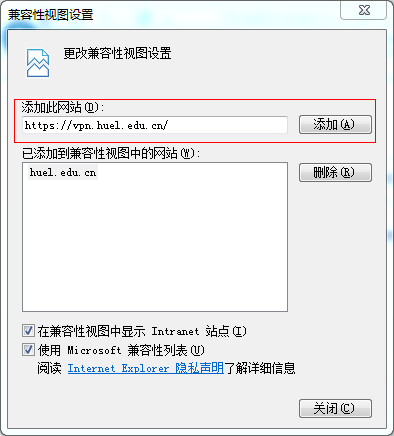 兼容性视图设置
更改兼容性视图设置
添加此网站(D):
https://vpn.huel.edu.cn/
添加(A)
已添加到兼容性视图中的网站(W):
huel.edu.cn
删除(R)
在兼容性视图中显示 Intranet 站点(I)
使用 Microsoft 兼容性列表(U)
阅读 Internet Explorer 隐私声明了解详细信息
关闭(C)